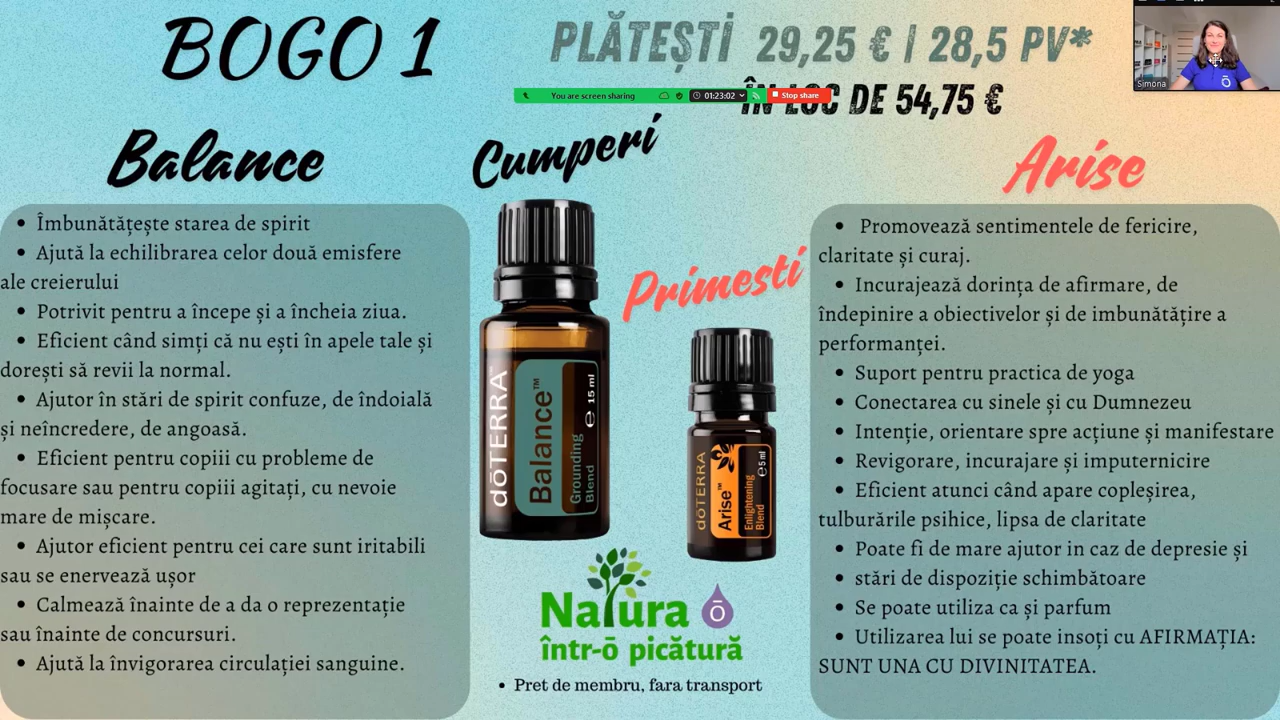 BOGO 1
PLĂTEȘTI 29,25 € | 28,5 PV*
ÎN LOC DE 54,75 €
You are screen sharing
01:23:02
Stop share
Simona
Balance
Cumperi
Arise
Primesti
• Îmbunătățește starea de spirit
• Ajută la echilibrarea celor două emisfere
ale creierului
• Potrivit pentru a începe și a încheia ziua.
• Eficient când simți că nu ești în apele tale și
dorești să revii la normal.
• Ajutor în stări de spirit confuze, de îndoială
și neîncredere, de angoasă.
• Eficient pentru copiii cu probleme de
focusare sau pentru copiii agitați, cu nevoie
mare de mișcare.
• Ajutor eficient pentru cei care sunt iritabili
sau se enervează ușor
• Calmează înainte de a da o reprezentație
sau înainte de concursuri.
• Ajută la învigorarea circulației sanguine.
dōTERRA™
Balance™
Grounding
Blend
℮ 15 ml
dōTERRA
Arise™
Enlightening
Blend
℮ 5 ml
Natura ō
într-ō picătură
• Pret de membru, fara transport
• Promovează sentimentele de fericire,
claritate și curaj.
• Incurajează dorința de afirmare, de
îndepinire a obiectivelor și de imbunătățire a
performanței.
• Suport pentru practica de yoga
• Conectarea cu sinele și cu Dumnezeu
• Intenție, orientare spre acțiune și manifestare
• Revigorare, incurajare și imputernicire
• Eficient atunci când apare copleșirea,
tulburările psihice, lipsa de claritate
• Poate fi de mare ajutor in caz de depresie și
• stări de dispoziție schimbătoare
• Se poate utiliza ca și parfum
• Utilizarea lui se poate insoți cu AFIRMAȚIA:
SUNT UNA CU DIVINITATEA.